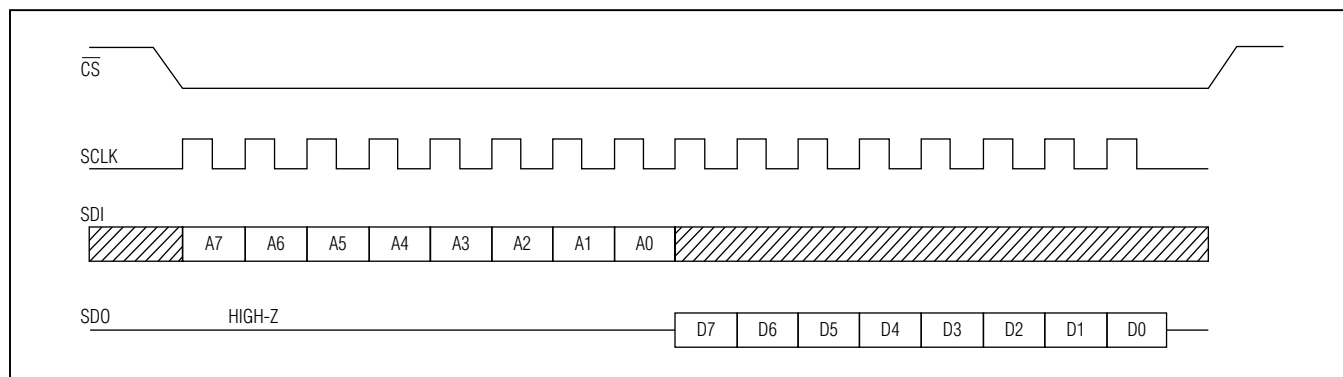 C̅S̅
SCLK
SDI
A7 A6 A5 A4 A3 A2 A1 A0
SDO HIGH-Z
D7 D6 D5 D4 D3 D2 D1 D0